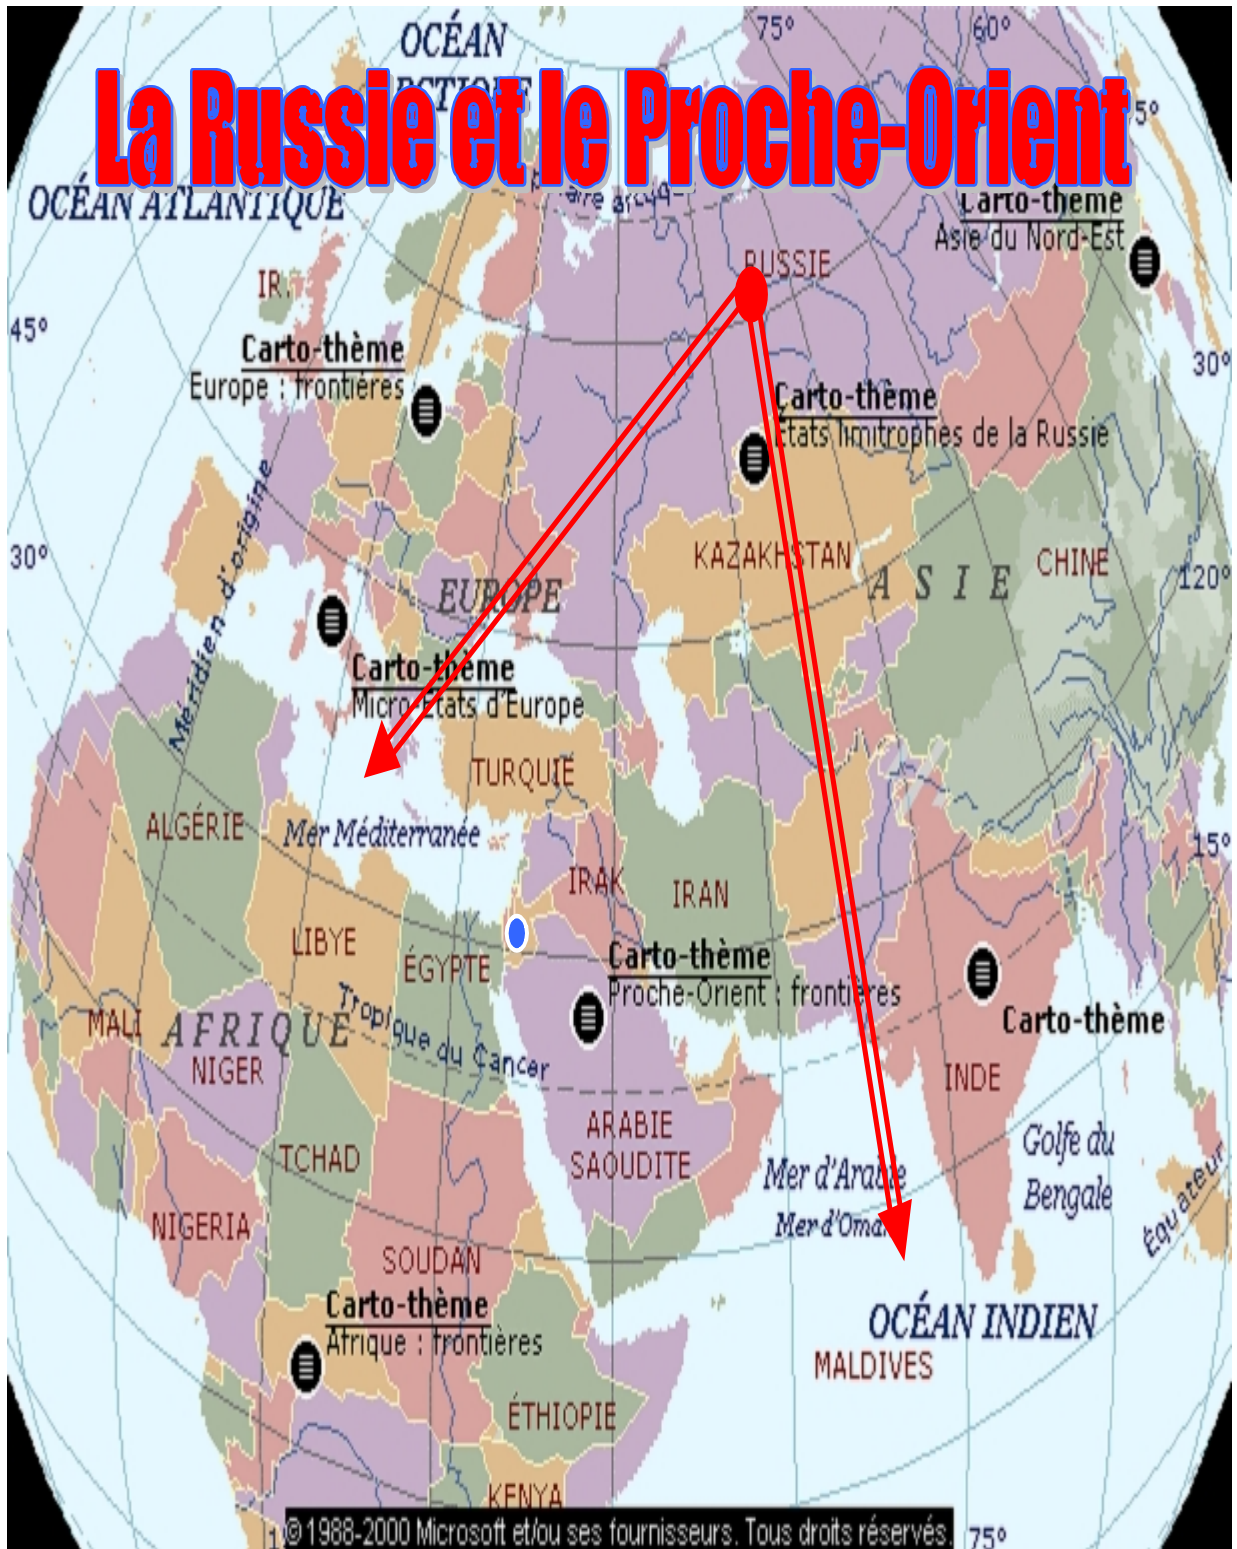 OCÉAN
ARCTIQUE
75°
60°
La Russie et le Proche-Orient
45°
OCÉAN ATLANTIQUE
Carto-thème
Asie du Nord-Est
RUSSIE
IR.
45°
Carto-thème
Europe : frontières
30°
Carto-thème
États limitrophes de la Russie
Méridien d'origine
30°
KAZAKHSTAN
ASIE
CHINE
120°
EUROPE
Carto-thème
Micro-États d'Europe
TURQUIE
ALGÉRIE
Mer Méditerranée
15°
IRAK
IRAN
LIBYE
ÉGYPTE
Carto-thème
Proche-Orient : frontières
Tropique du Cancer
MALI
AFRIQUE
Carto-thème
NIGER
INDE
ARABIE
SAOUDITE
TCHAD
Golfe du
Bengale
Mer d'Arabie
Mer d'Oman
Équateur
NIGERIA
SOUDAN
Carto-thème
Afrique : frontières
OCÉAN INDIEN
MALDIVES
ÉTHIOPIE
KENYA
© 1988-2000 Microsoft et/ou ses fournisseurs. Tous droits réservés.
75°